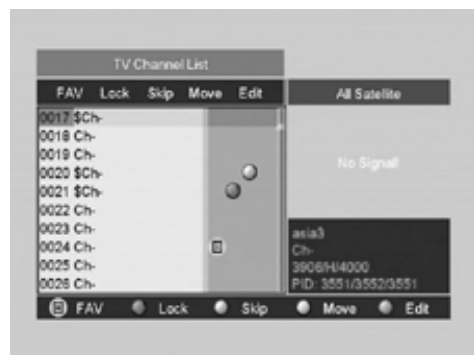 TV Channel List
FAV Lock Skip Move Edit
All Satellite
0017 $Ch-
0018 Ch-
0019 Ch-
0020 $Ch-
0021 $Ch-
0022 Ch-
0023 Ch-
0024 Ch-
0025 Ch-
0026 Ch-
No Signal!
asia3
Ch-
3906/H/4000
PID: 3551/3552/3551
FAV Lock Skip Move Edit